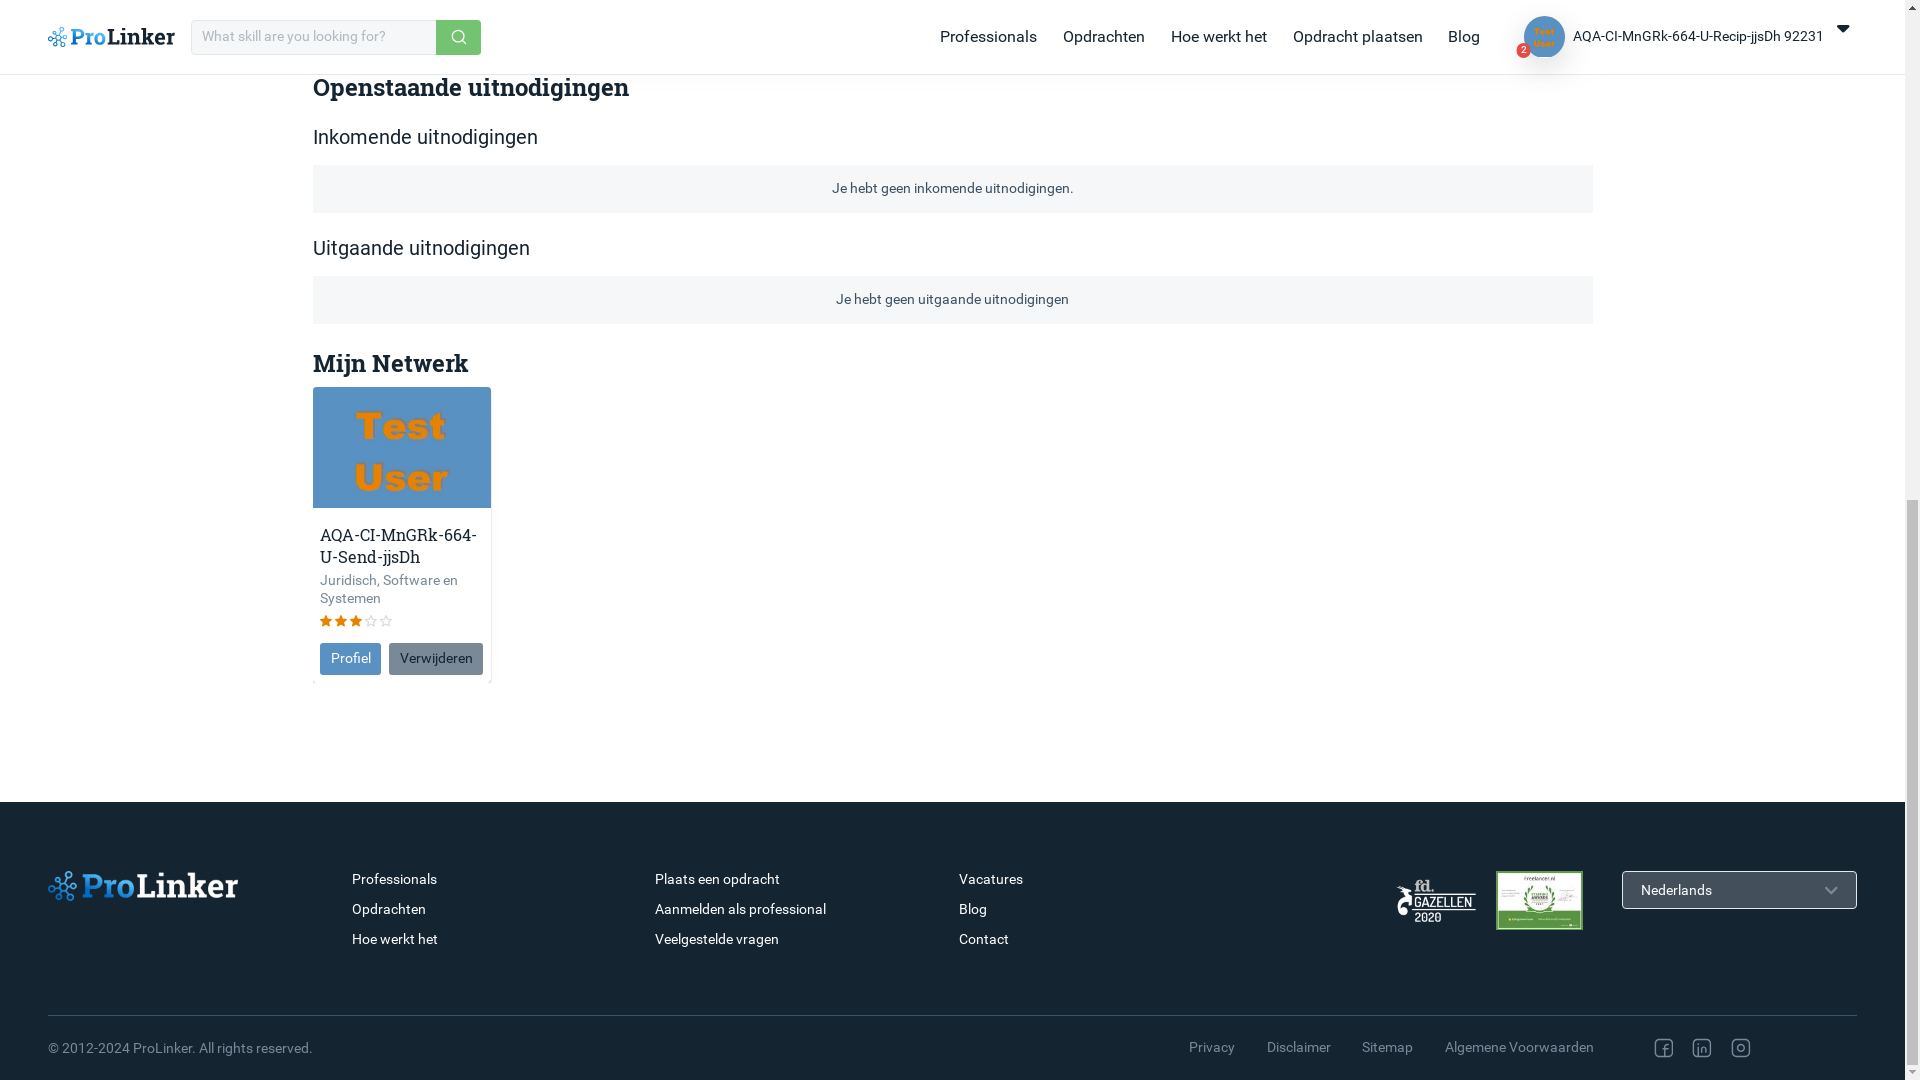 ProLinker
What skill are you looking for?
Professionals
Opdrachten
Hoe werkt het
Opdracht plaatsen
Blog
Test
User
2
AQA-CI-MnGRk-664-U-Recip-jjsDh 92231
Openstaande uitnodigingen
Inkomende uitnodigingen
Je hebt geen inkomende uitnodigingen.
Uitgaande uitnodigingen
Je hebt geen uitgaande uitnodigingen
Mijn Netwerk
Test
User
AQA-CI-MnGRk-664-
U-Send-jjsDh
Juridisch, Software en
Systemen
Profiel
Verwijderen
ProLinker
Professionals
Opdrachten
Hoe werkt het
Plaats een opdracht
Aanmelden als professional
Veelgestelde vragen
Vacatures
Blog
Contact
fd.
GAZELLEN
2020
Freelancer.nl
Nederlands
© 2012-2024 ProLinker. All rights reserved.
Privacy
Disclaimer
Sitemap
Algemene Voorwaarden